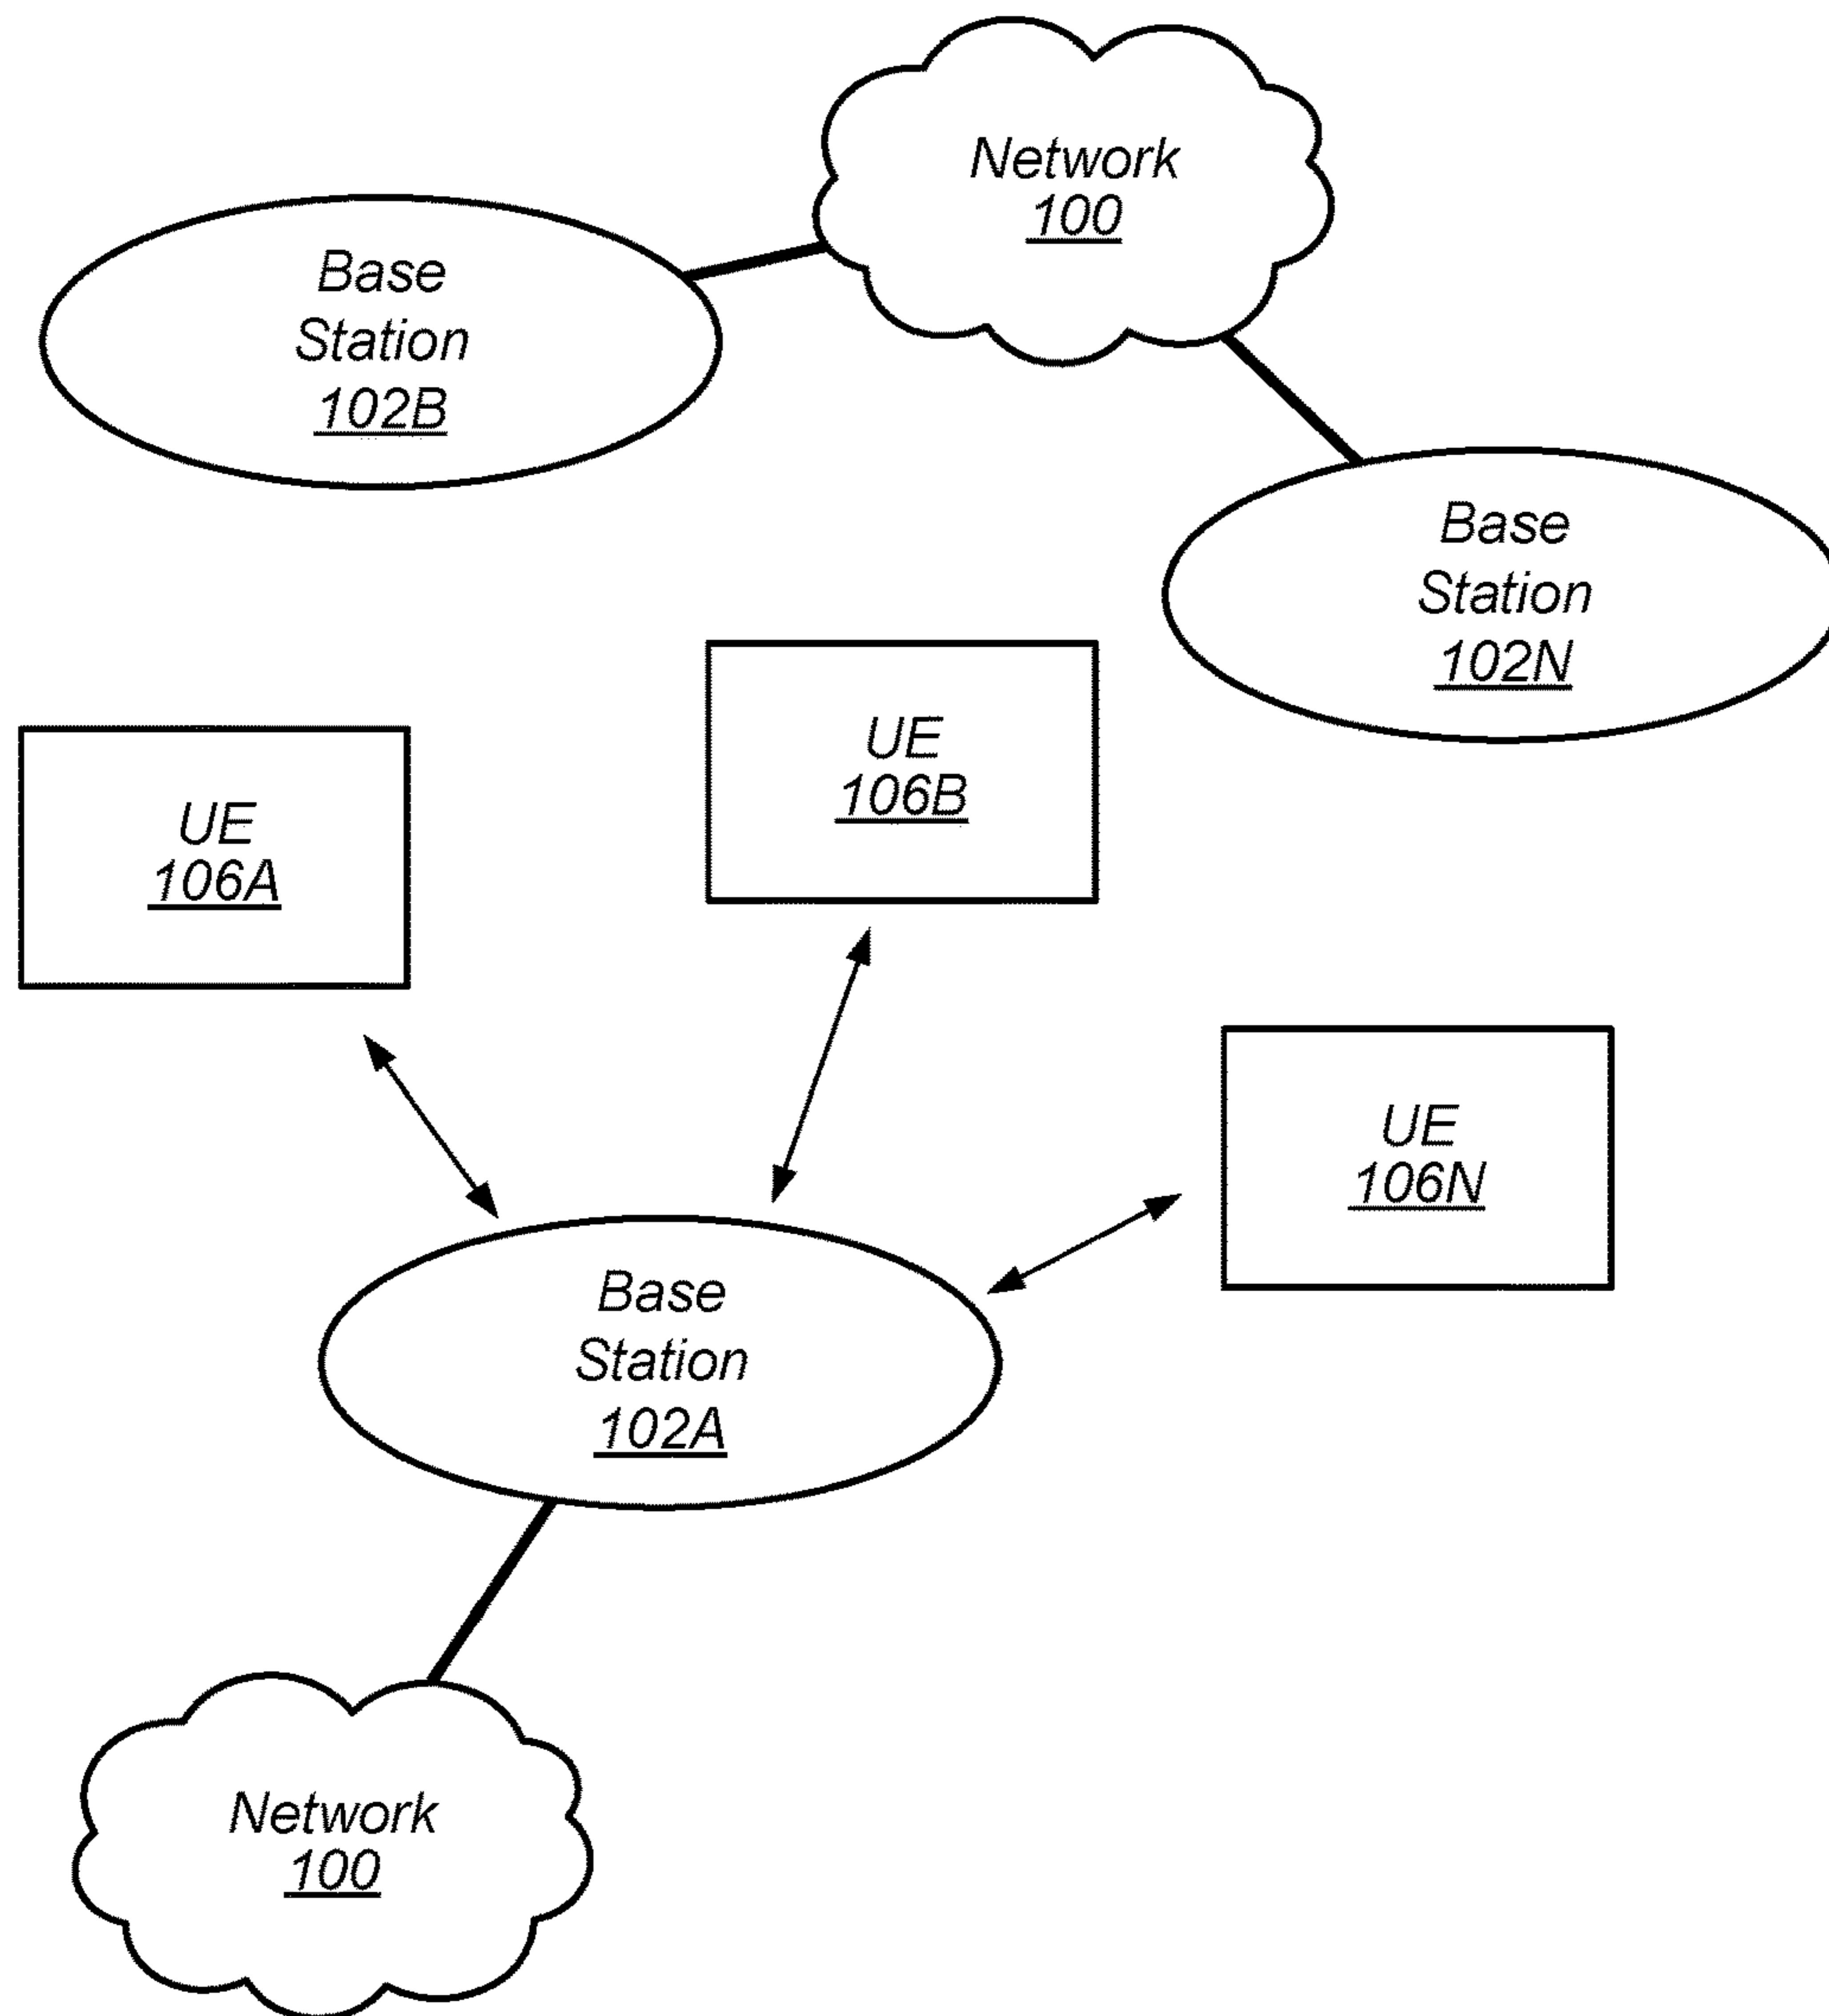 Network
100
Base
Station
102B
Base
Station
102N
UE
106B
UE
106A
UE
106N
Base
Station
102A
Network
100